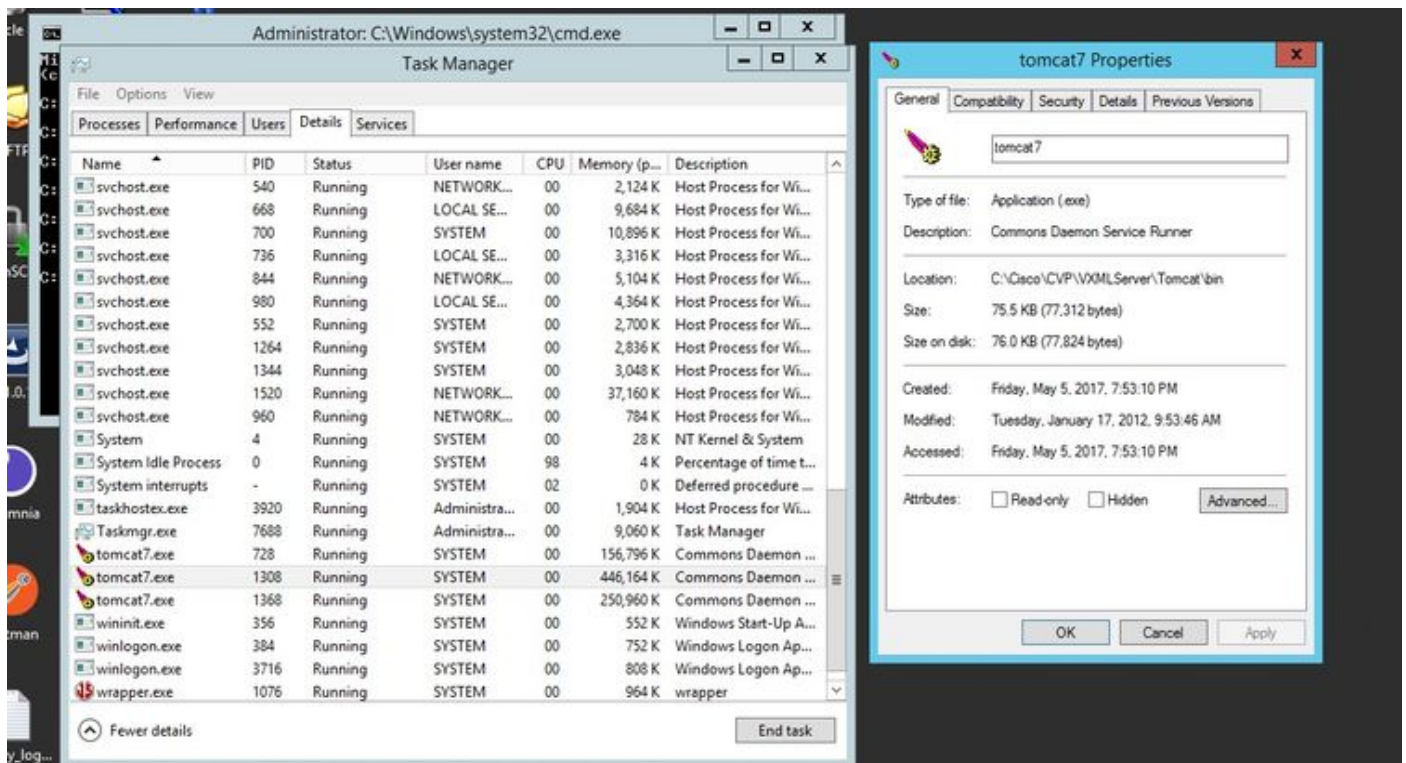 Administrator: C:\Windows\system32\cmd.exe
Task Manager
File Options View
Processes Performance Users Details Services
Name PID Status User name CPU Memory (p... Description
svchost.exe 540 Running NETWORK... 00 2,124 K Host Process for Wi...
svchost.exe 668 Running LOCAL SE... 00 9,684 K Host Process for Wi...
svchost.exe 700 Running SYSTEM 00 10,896 K Host Process for Wi...
svchost.exe 736 Running LOCAL SE... 00 3,316 K Host Process for Wi...
svchost.exe 844 Running NETWORK... 00 5,104 K Host Process for Wi...
svchost.exe 980 Running LOCAL SE... 00 4,364 K Host Process for Wi...
svchost.exe 552 Running SYSTEM 00 2,700 K Host Process for Wi...
svchost.exe 1264 Running SYSTEM 00 2,836 K Host Process for Wi...
svchost.exe 1344 Running SYSTEM 00 3,048 K Host Process for Wi...
svchost.exe 1520 Running NETWORK... 00 37,160 K Host Process for Wi...
svchost.exe 960 Running NETWORK... 00 784 K Host Process for Wi...
System 4 Running SYSTEM 00 28 K NT Kernel & System
System Idle Process 0 Running SYSTEM 98 4 K Percentage of time t...
System interrupts - Running SYSTEM 02 0 K Deferred procedure ...
taskhostex.exe 3920 Running Administra... 00 1,904 K Host Process for Wi...
Taskmgr.exe 7688 Running Administra... 00 9,060 K Task Manager
tomcat7.exe 728 Running SYSTEM 00 156,796 K Commons Daemon ...
tomcat7.exe 1308 Running SYSTEM 00 446,164 K Commons Daemon ...
tomcat7.exe 1368 Running SYSTEM 00 250,960 K Commons Daemon ...
wininit.exe 356 Running SYSTEM 00 552 K Windows Start-Up A...
winlogon.exe 384 Running SYSTEM 00 752 K Windows Logon Ap...
winlogon.exe 3716 Running SYSTEM 00 808 K Windows Logon Ap...
wrapper.exe 1076 Running SYSTEM 00 964 K wrapper
Fewer details End task
tomcat7 Properties
General Compatibility Security Details Previous Versions
tomcat7
Type of file: Application (.exe)
Description: Commons Daemon Service Runner
Location: C:\Cisco\CVP\VXMLServer\Tomcat\bin
Size: 75.5 KB (77,312 bytes)
Size on disk: 76.0 KB (77,824 bytes)
Created: Friday, May 5, 2017, 7:53:10 PM
Modified: Tuesday, January 17, 2012, 9:53:46 AM
Accessed: Friday, May 5, 2017, 7:53:10 PM
Attributes: Read-only Hidden Advanced...
OK Cancel Apply